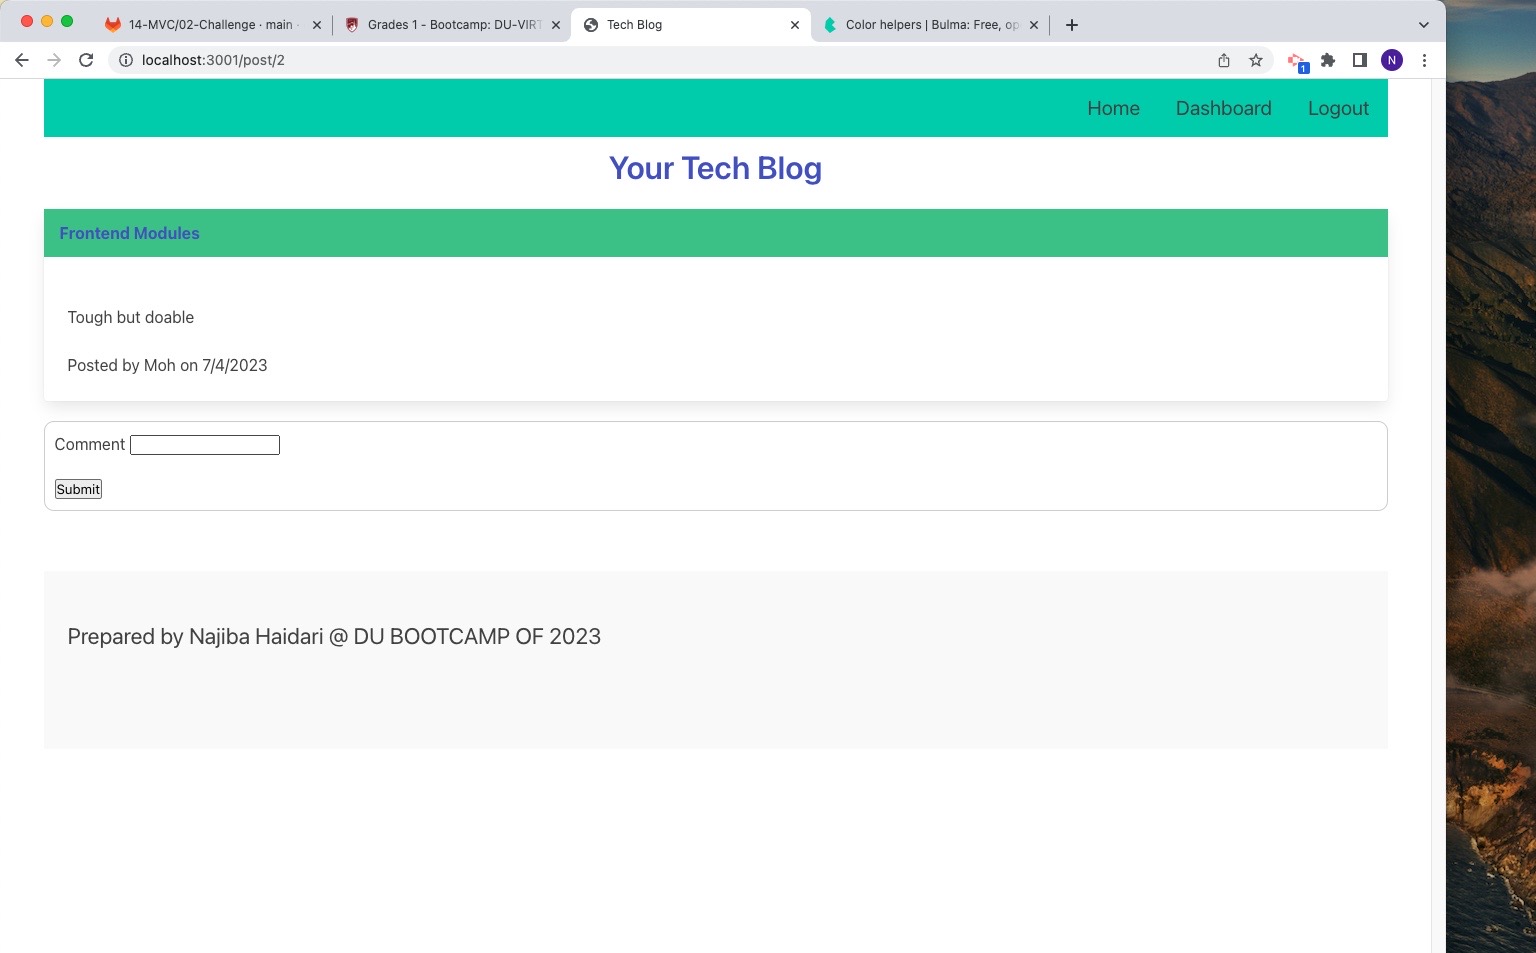 14-MVC/02-Challenge · main ·
Grades 1 - Bootcamp: DU-VIRT
Tech Blog
Color helpers | Bulma: Free, op
localhost:3001/post/2
1
N
Home Dashboard Logout
Your Tech Blog
Frontend Modules
Tough but doable
Posted by Moh on 7/4/2023
Comment
Submit
Prepared by Najiba Haidari @ DU BOOTCAMP OF 2023